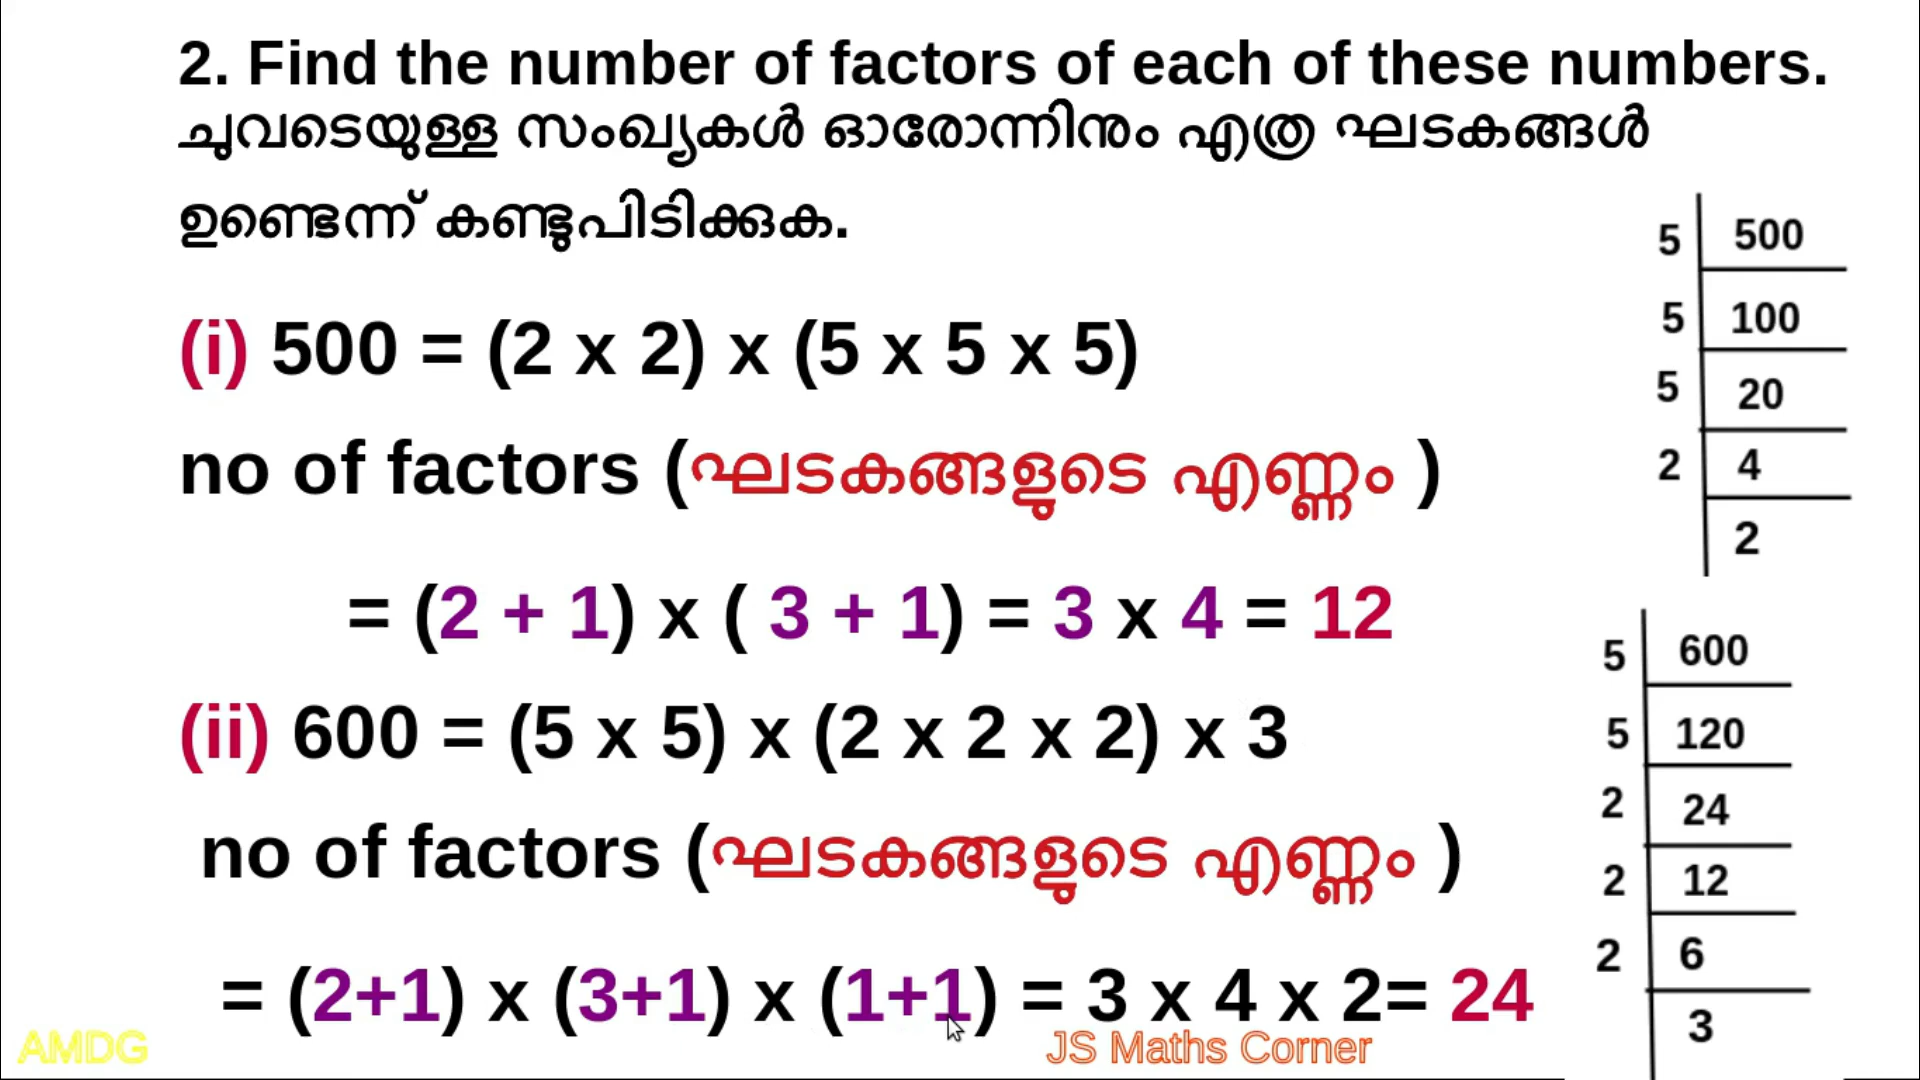 2. Find the number of factors of each of these numbers.
ചുവടെയുള്ള സംഖ്യകൾ ഓരോന്നിനും എത്ര ഘടകങ്ങൾ
ഉണ്ടെന്ന് കണ്ടുപിടിക്കുക.
(i) 500 = (2 x 2) x (5 x 5 x 5)
no of factors (ഘടകങ്ങളുടെ എണ്ണം )
= (2 + 1) x ( 3 + 1) = 3 x 4 = 12
(ii) 600 = (5 x 5) x (2 x 2 x 2) x 3
no of factors (ഘടകങ്ങളുടെ എണ്ണം )
= (2+1) x (3+1) x (1+1) = 3 x 4 x 2= 24
5 500
5 100
5 20
2 4
2
5 600
5 120
2 24
2 12
2 6
3
AMDG
JS Maths Corner